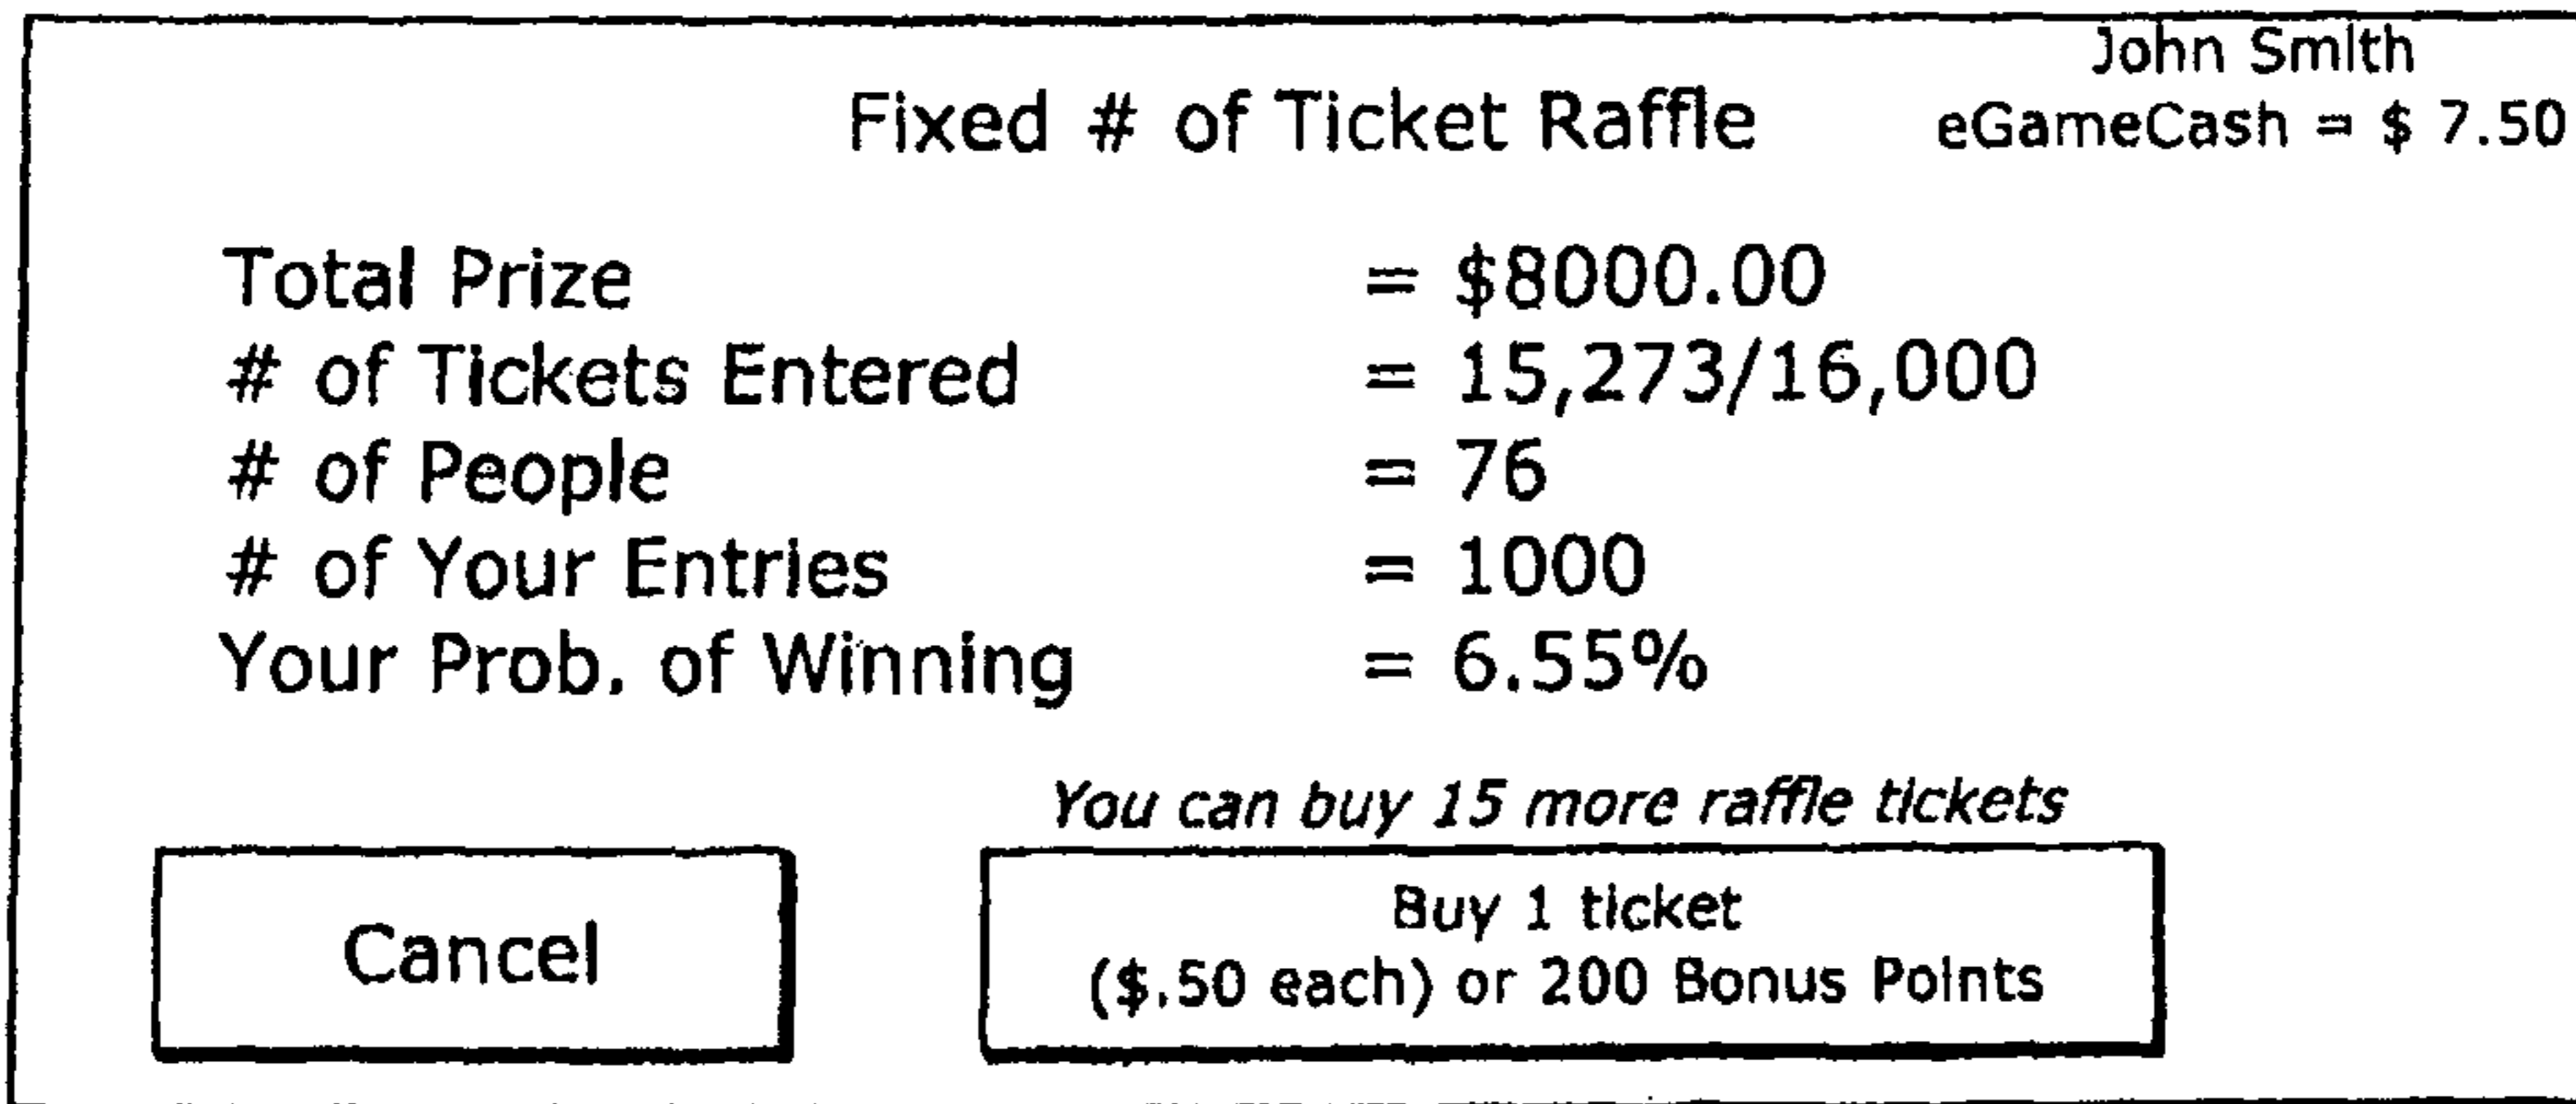 John Smith
Fixed # of Ticket Raffle
eGameCash = $ 7.50
Total Prize = $8000.00
# of Tickets Entered = 15,273/16,000
# of People = 76
# of Your Entries = 1000
Your Prob. of Winning = 6.55%
You can buy 15 more raffle tickets
Cancel
Buy 1 ticket
($.50 each) or 200 Bonus Points